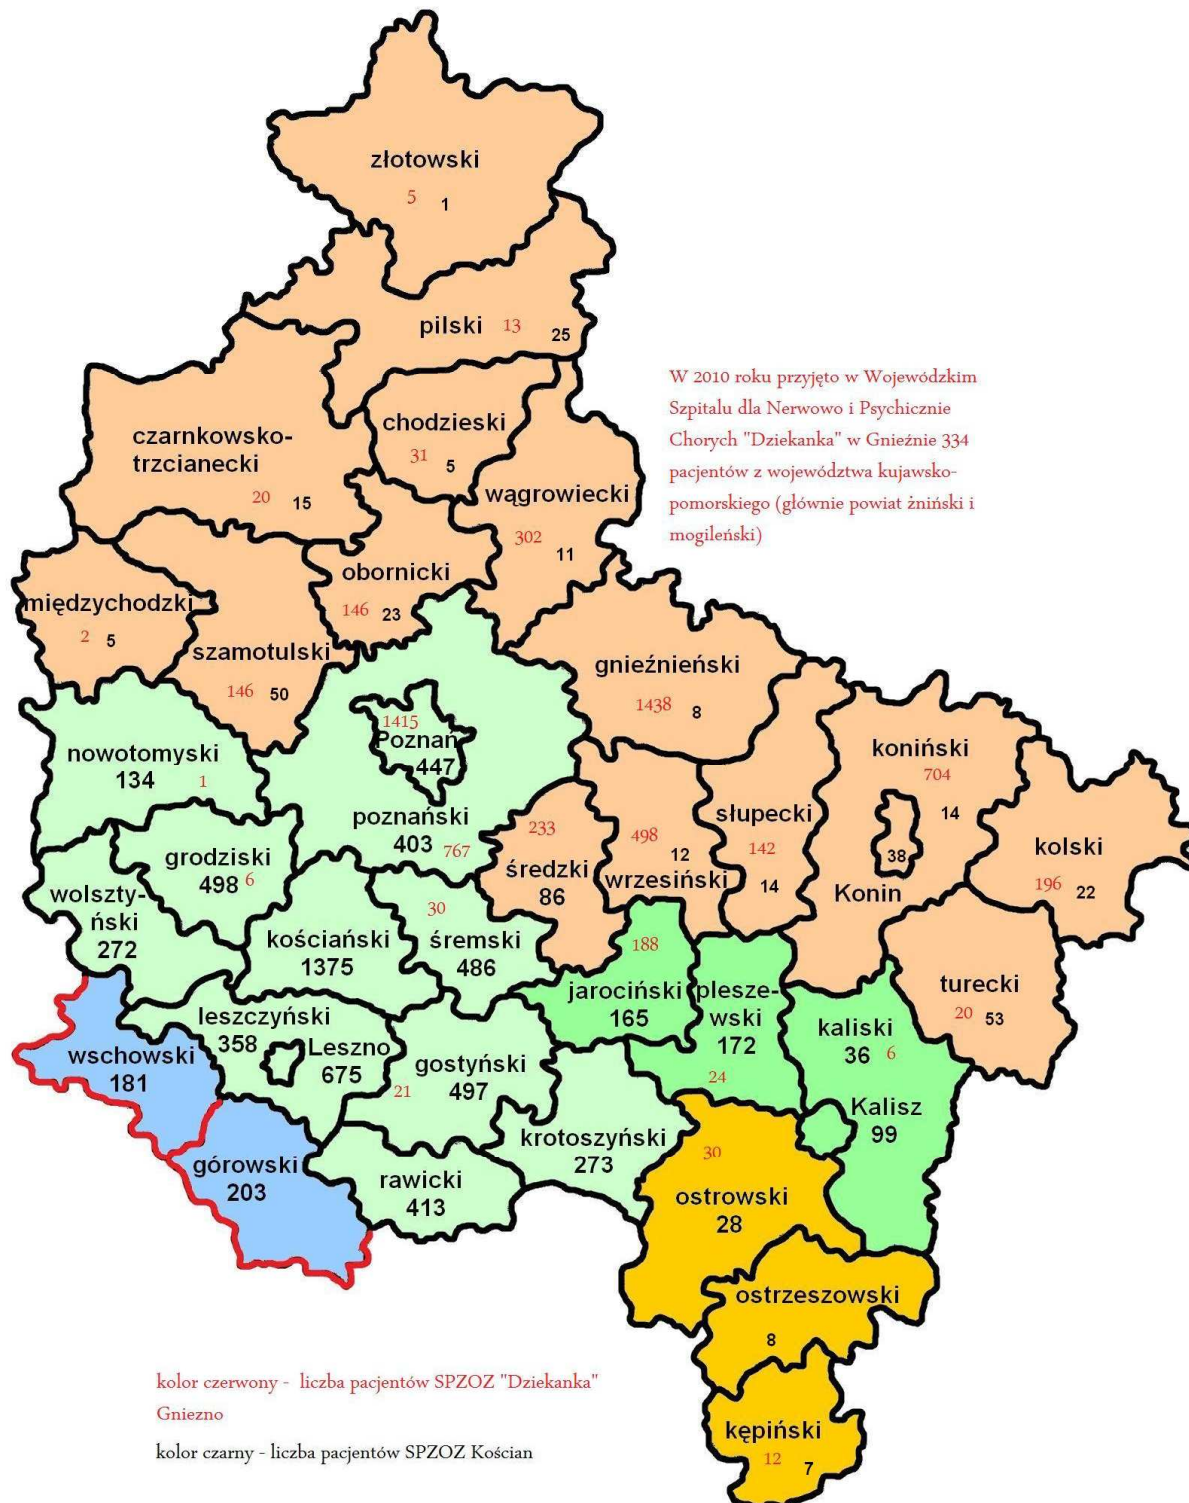 złotowski
5 1
pilski 13 25
W 2010 roku przyjęto w Wojewódzkim
Szpitalu dla Nerwowo i Psychicznie
Chorych "Dziekanka" w Gnieźnie 334
pacjentów z województwa kujawsko-
pomorskiego (głównie powiat żniński i
mogileński)
chodzieski
31 5
czarnkowsko-
trzcianecki
20 15
wągrowiecki
302 11
obornicki
146 23
międzychodzki
2 5
szamotulski
146 50
gnieźnieński
1438 8
1415
Poznań
447
nowotomyski
134 1
koniński
704
14
38
Konin
poznański
403 767
słupecki
142
14
233
średzki
86
498
12
wrzesiński
kolski
196 22
grodziski
498 6
wolszty-
ński
272
kościański
1375
30
śremski
486
188
jarociński
165
plesze-
wski
172
24
turecki
20 53
kaliski
36 6
leszczyński
358
Leszno
675
wschowski
181
gostyński
21 497
Kalisz
99
krotoszyński
273
górowski
203
rawicki
413
30
ostrowski
28
ostrzeszowski
8
kępiński
12 7
kolor czerwony - liczba pacjentów SPZOZ "Dziekanka"
Gniezno
kolor czarny - liczba pacjentów SPZOZ Kościan